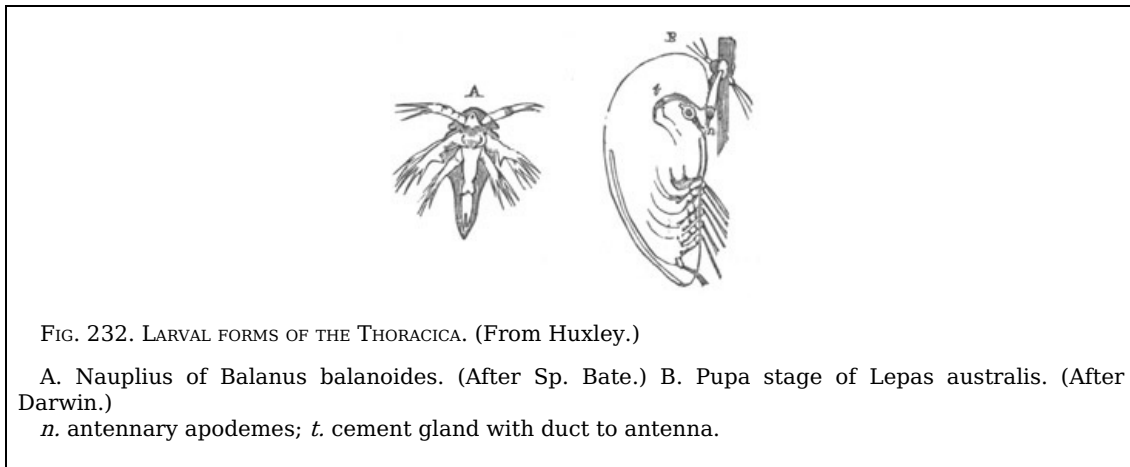 A
B
t
n
FIG. 232. LARVAL FORMS OF THE THORACICA. (From Huxley.)
A. Nauplius of Balanus balanoides. (After Sp. Bate.) B. Pupa stage of Lepas australis. (After
Darwin.)
n. antennary apodemes; t. cement gland with duct to antenna.